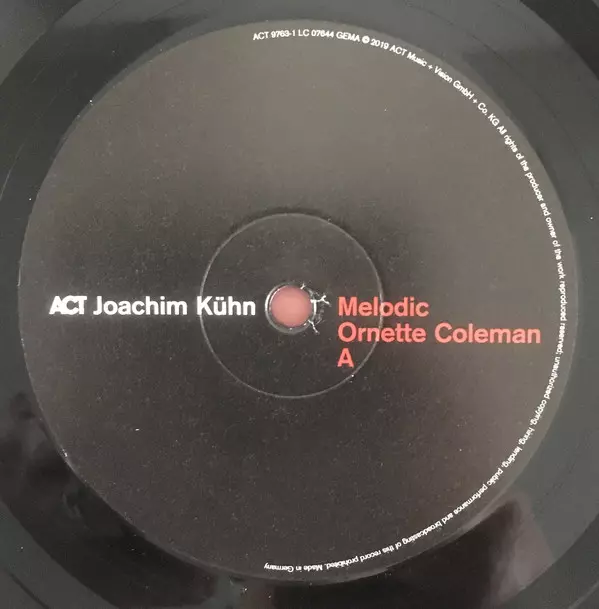 ACT 9763-1 LC 07644 GEMA ℗ 2019 ACT Music + Vision GmbH + Co. KG All rights of the producer and owner of the work reproduced reserved; unauthorized copying, hiring, lending, public performance and broadcasting of this record prohibited. Made in Germany
ACT Joachim Kühn
Melodic
Ornette Coleman
A